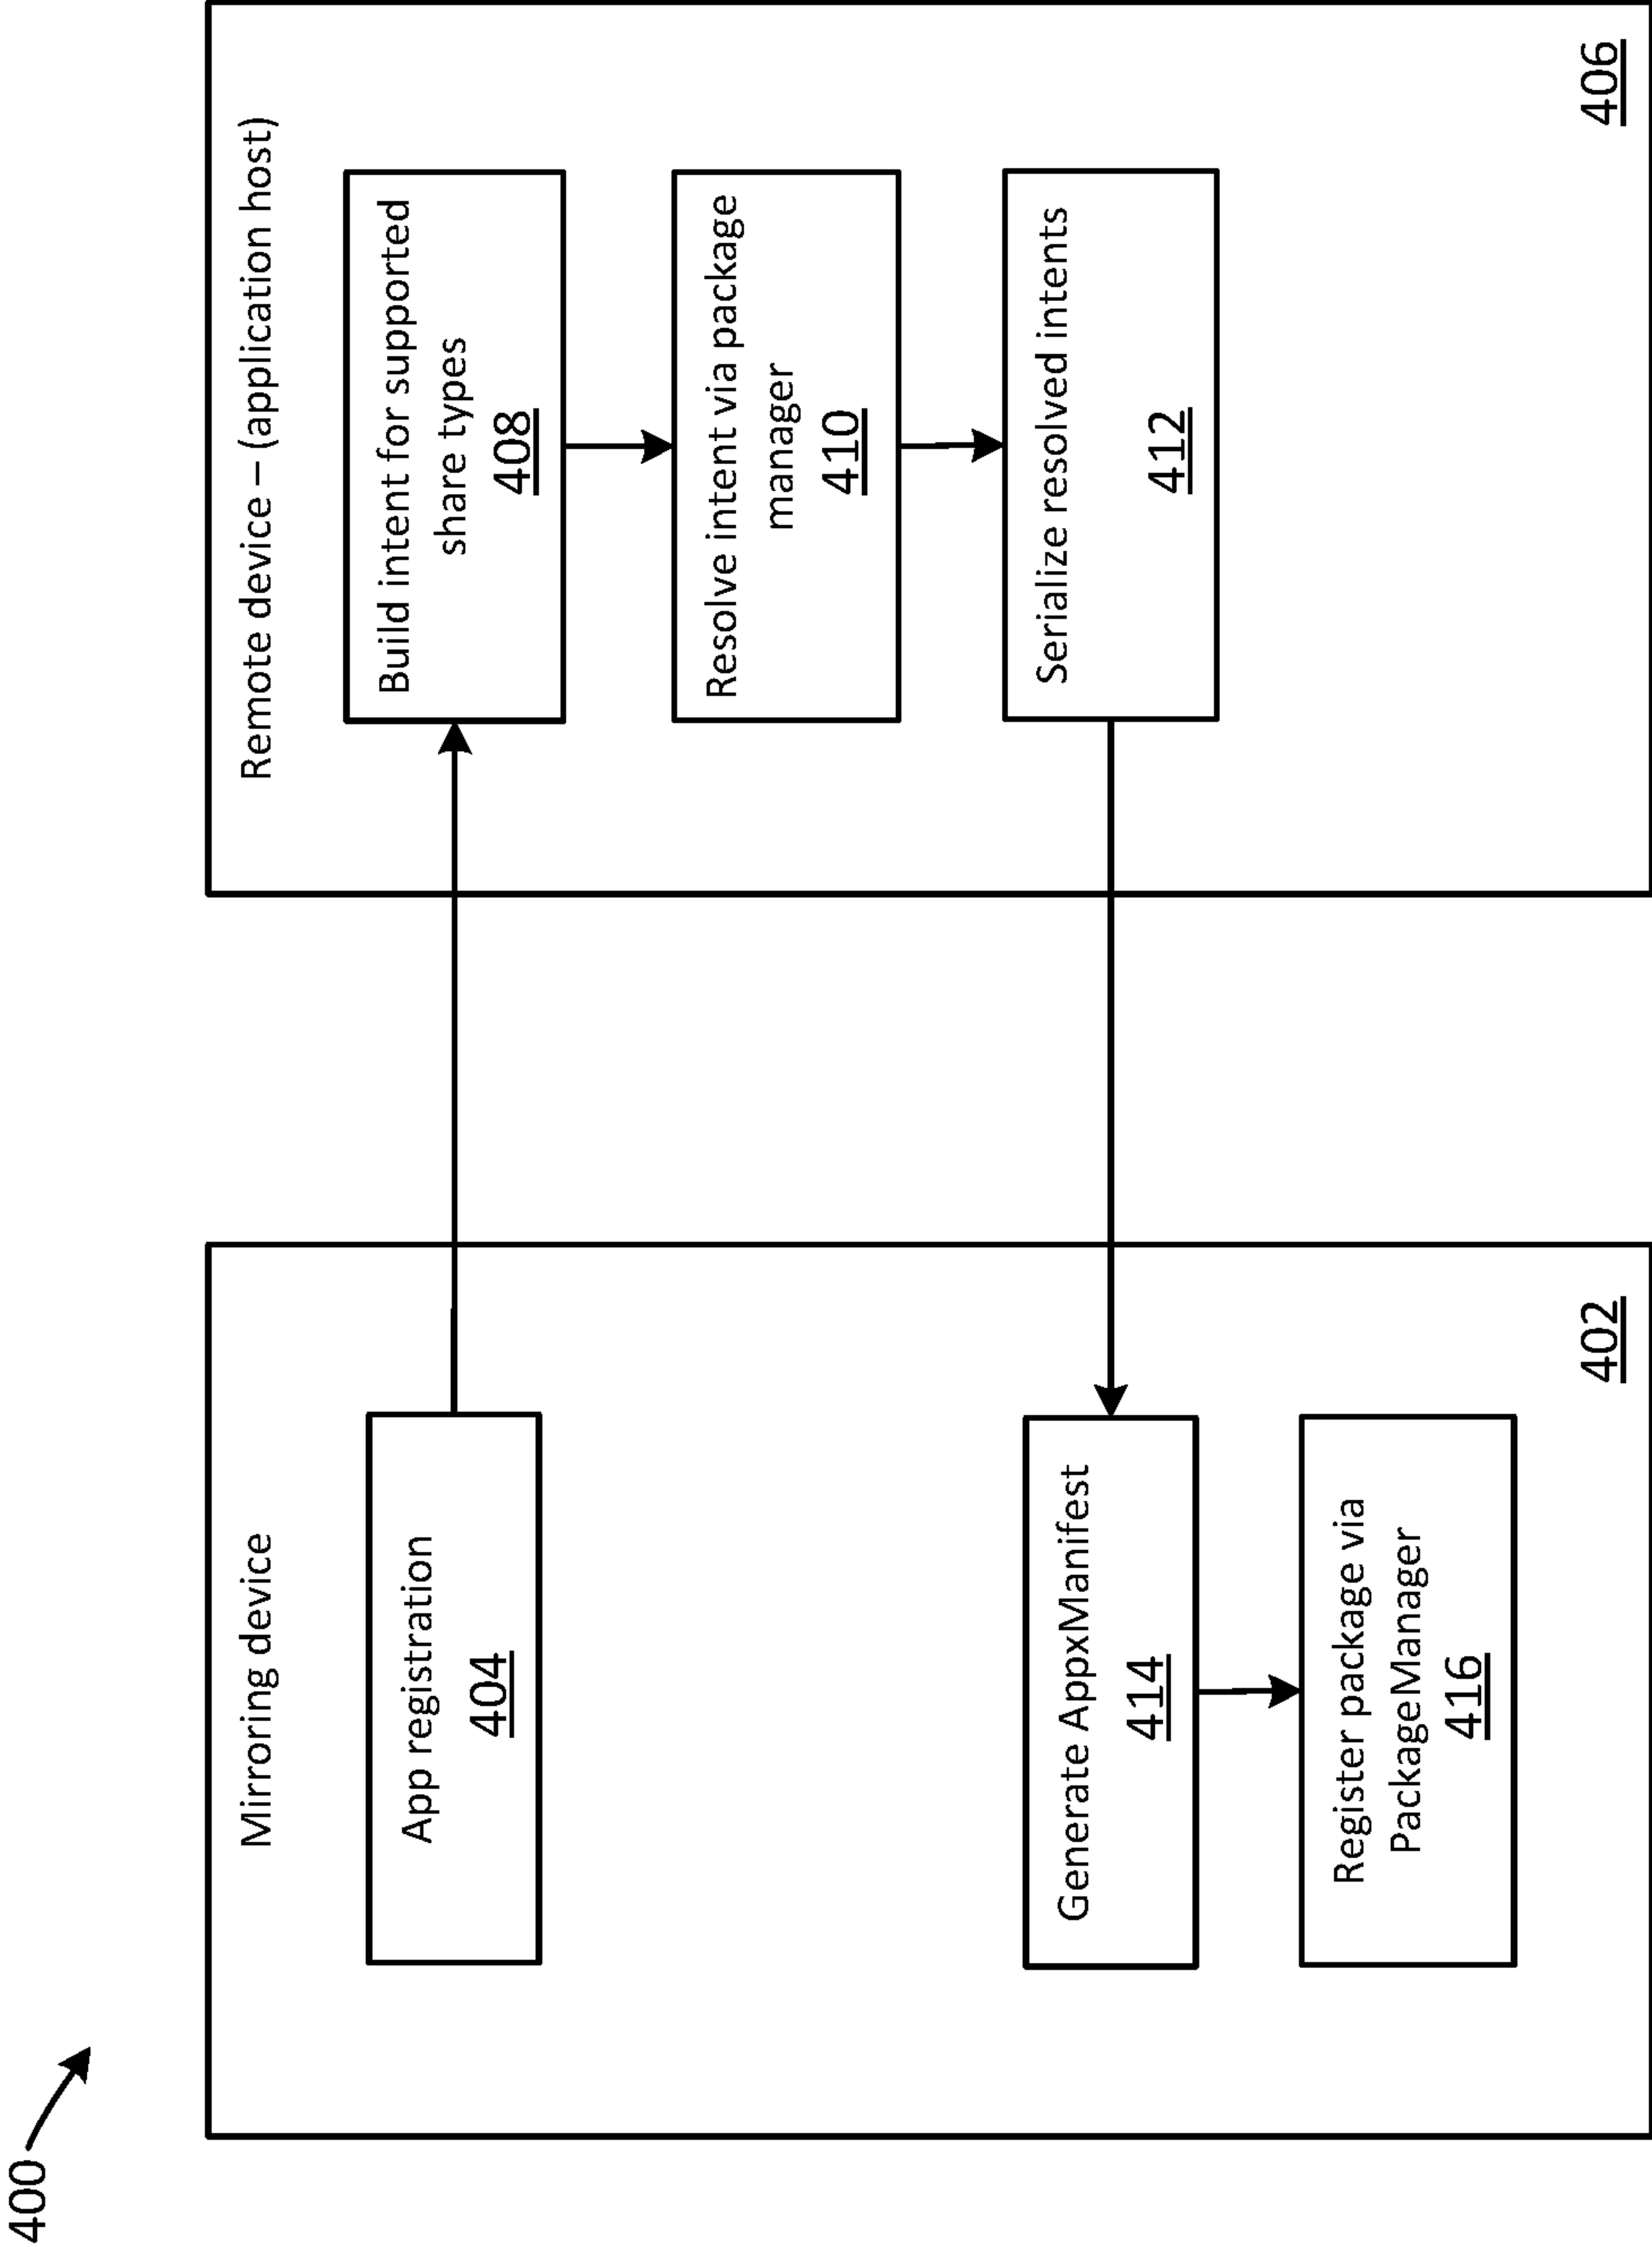 400
Mirroring device
App registration
404
Generate AppxManifest
414
Register package via
PackageManager
416
402
Remote device – (application host)
Build intent for supported
share types
408
Resolve intent via package
manager
410
Serialize resolved intents
412
406